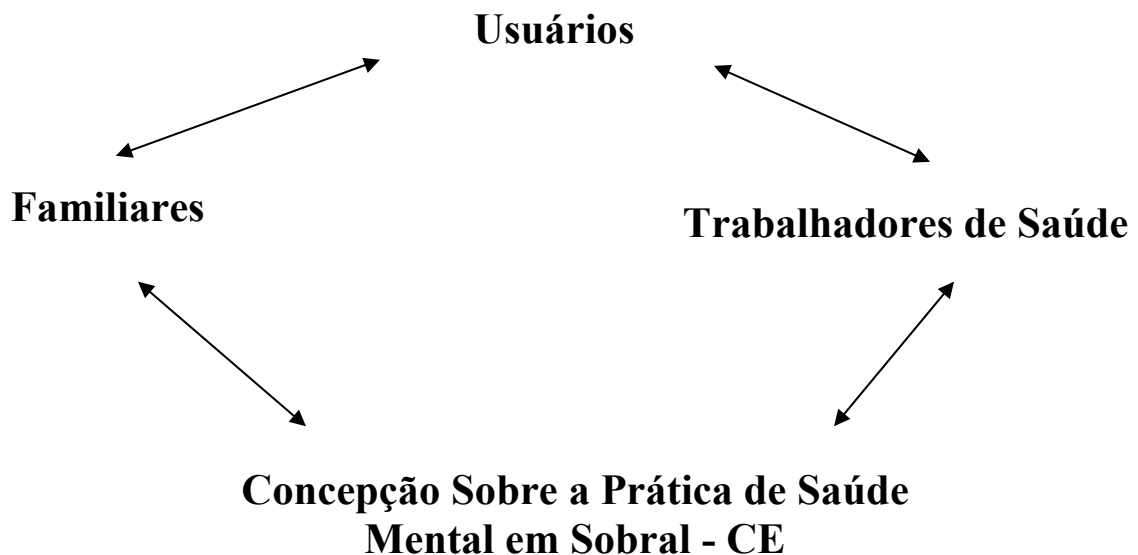 Usuários
Familiares
Trabalhadores de Saúde
Concepção Sobre a Prática de Saúde
Mental em Sobral - CE